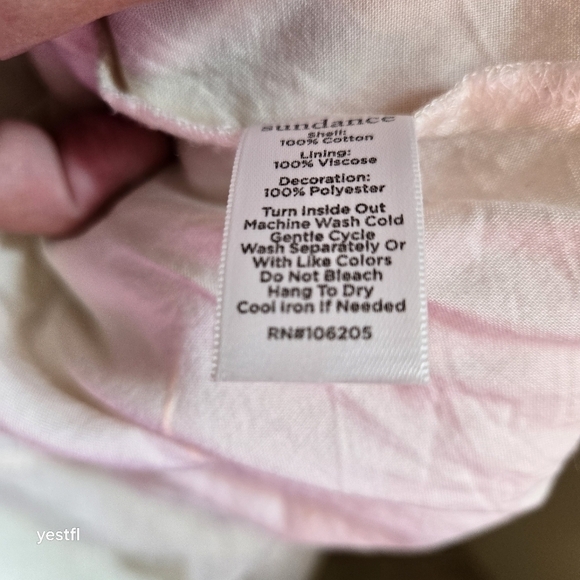 sundance
Shell:
100% Cotton
Lining:
100% Viscose
Decoration:
100% Polyester
Turn Inside Out
Machine Wash Cold
Gentle Cycle
Wash Separately Or
With Like Colors
Do Not Bleach
Hang To Dry
Cool Iron If Needed
RN#106205
yestfl